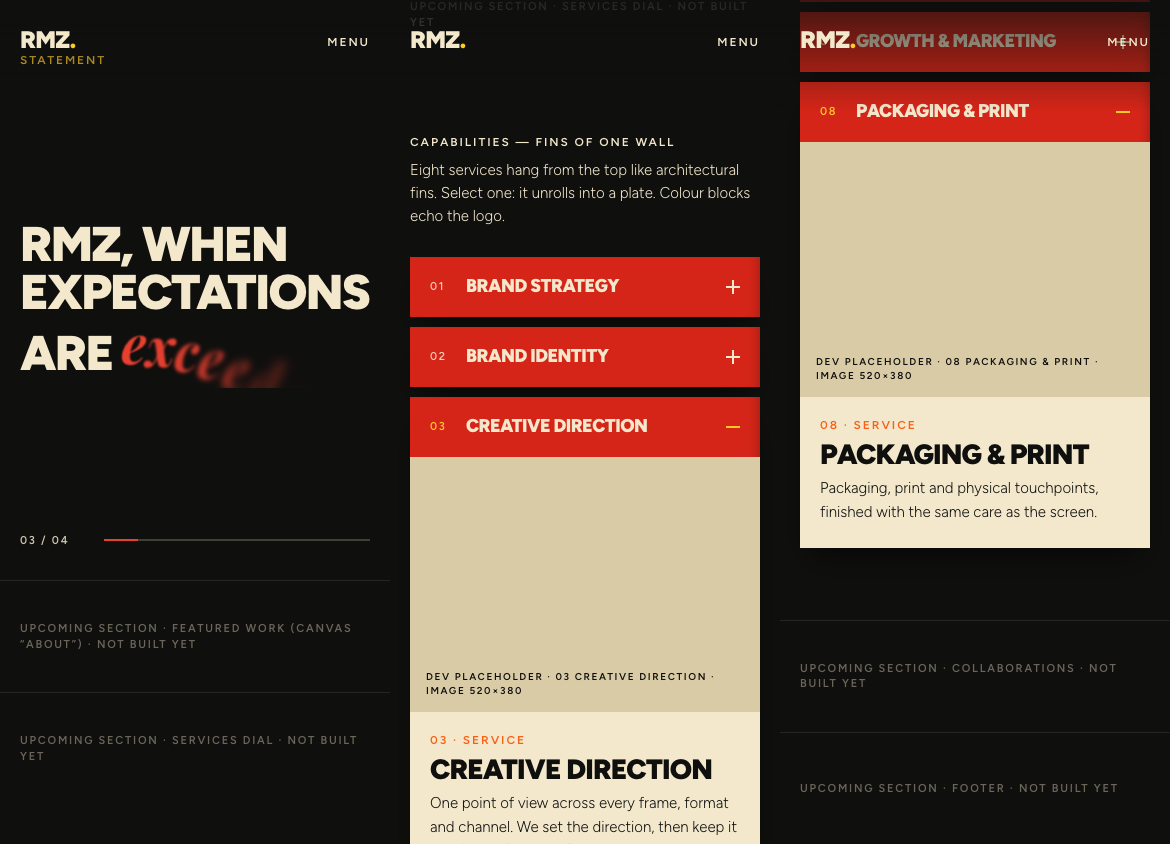 RMZ.
MENU
STATEMENT
RMZ, WHEN
EXPECTATIONS
ARE exceed
03 / 04
UPCOMING SECTION · FEATURED WORK (CANVAS
“ABOUT”) · NOT BUILT YET
UPCOMING SECTION · SERVICES DIAL · NOT BUILT
YET
UPCOMING SECTION · SERVICES DIAL · NOT BUILT
YET
RMZ.
MENU
CAPABILITIES — FINS OF ONE WALL
Eight services hang from the top like architectural
fins. Select one: it unrolls into a plate. Colour blocks
echo the logo.
01 BRAND STRATEGY +
02 BRAND IDENTITY +
03 CREATIVE DIRECTION —
DEV PLACEHOLDER · 03 CREATIVE DIRECTION ·
IMAGE 520×380
03 · SERVICE
CREATIVE DIRECTION
One point of view across every frame, format
and channel. We set the direction, then keep it
RMZ.
GROWTH & MARKETING
MENU
08 PACKAGING & PRINT —
DEV PLACEHOLDER · 08 PACKAGING & PRINT ·
IMAGE 520×380
08 · SERVICE
PACKAGING & PRINT
Packaging, print and physical touchpoints,
finished with the same care as the screen.
UPCOMING SECTION · COLLABORATIONS · NOT
BUILT YET
UPCOMING SECTION · FOOTER · NOT BUILT YET